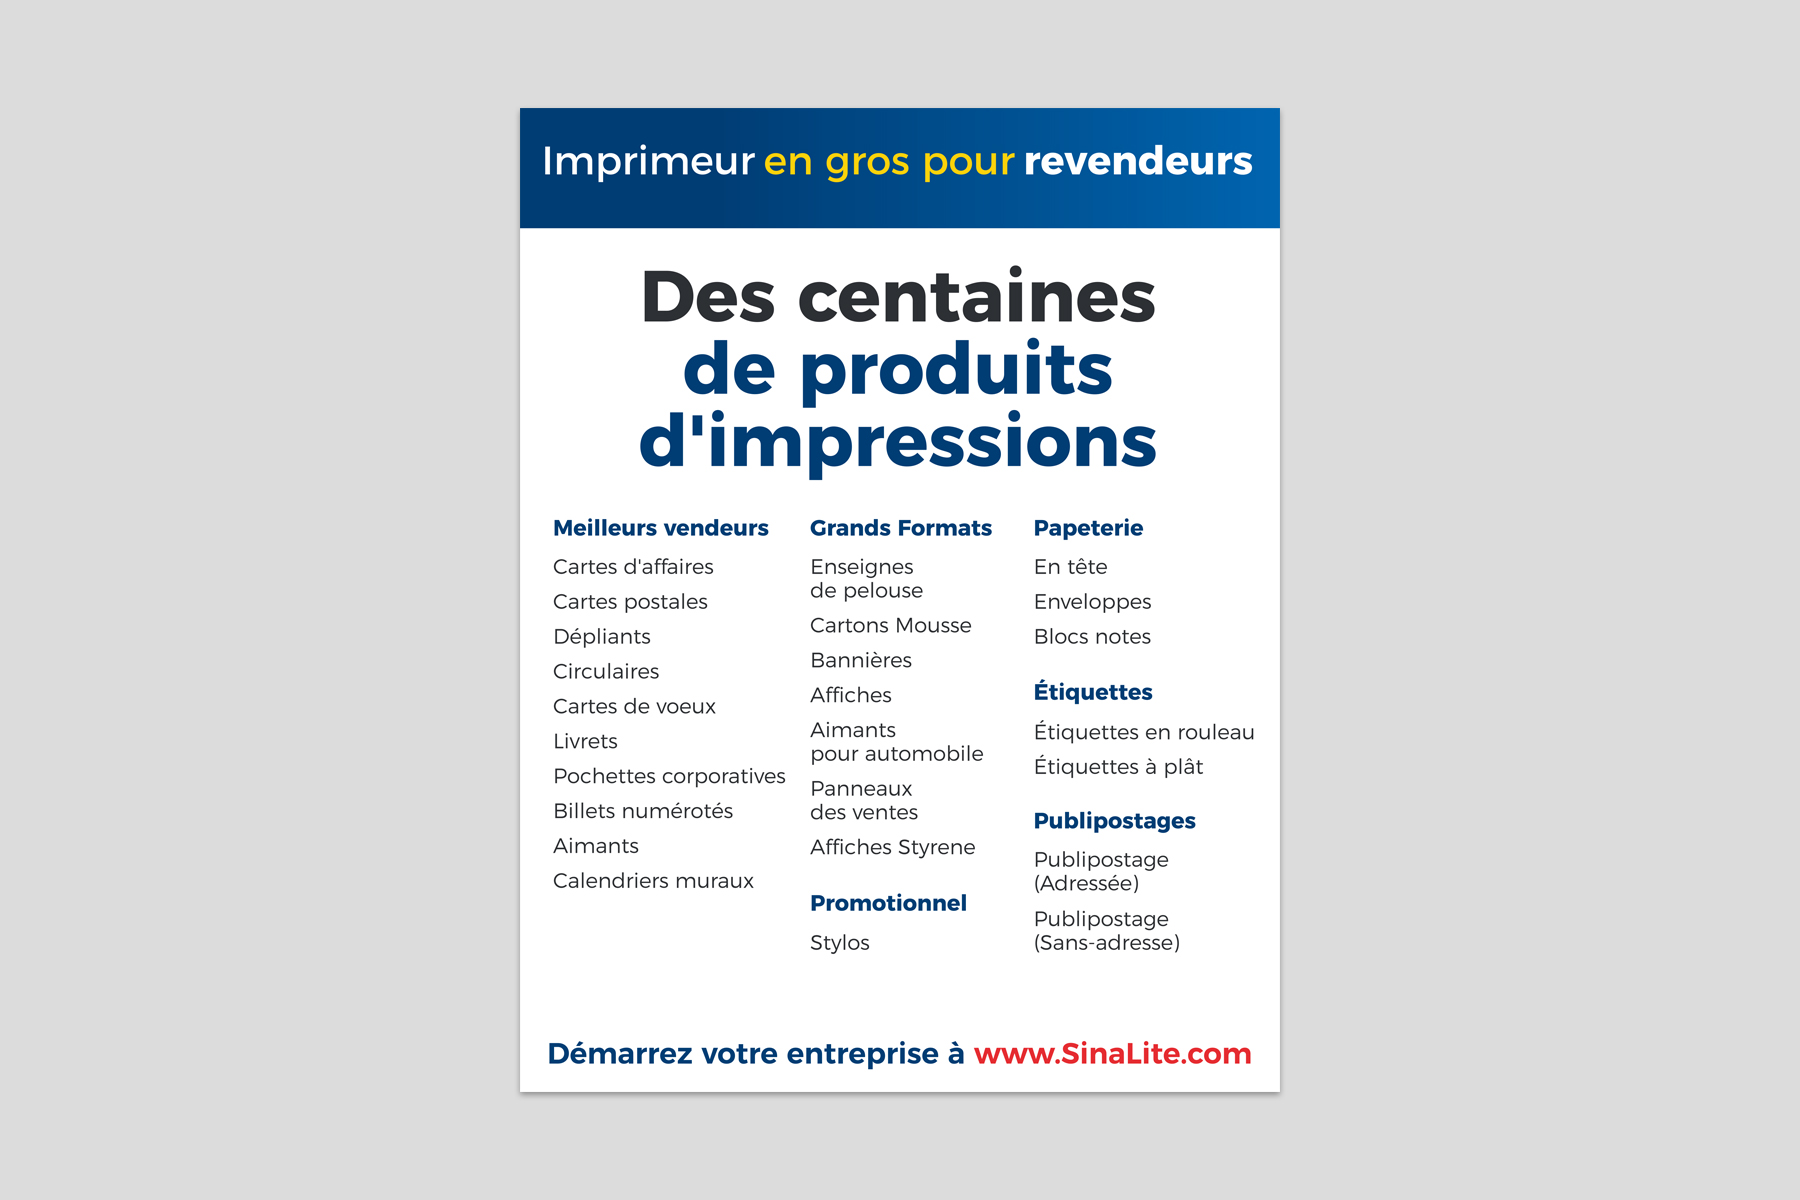 Imprimeur en gros pour revendeurs
Des centaines
de produits
d'impressions
Meilleurs vendeurs
Cartes d'affaires
Cartes postales
Dépliants
Circulaires
Cartes de voeux
Livrets
Pochettes corporatives
Billets numérotés
Aimants
Calendriers muraux
Grands Formats
Enseignes
de pelouse
Cartons Mousse
Bannières
Affiches
Aimants
pour automobile
Panneaux
des ventes
Affiches Styrene
Promotionnel
Stylos
Papeterie
En tête
Enveloppes
Blocs notes
Étiquettes
Étiquettes en rouleau
Étiquettes à plât
Publipostages
Publipostage
(Adressée)
Publipostage
(Sans-adresse)
Démarrez votre entreprise à www.SinaLite.com